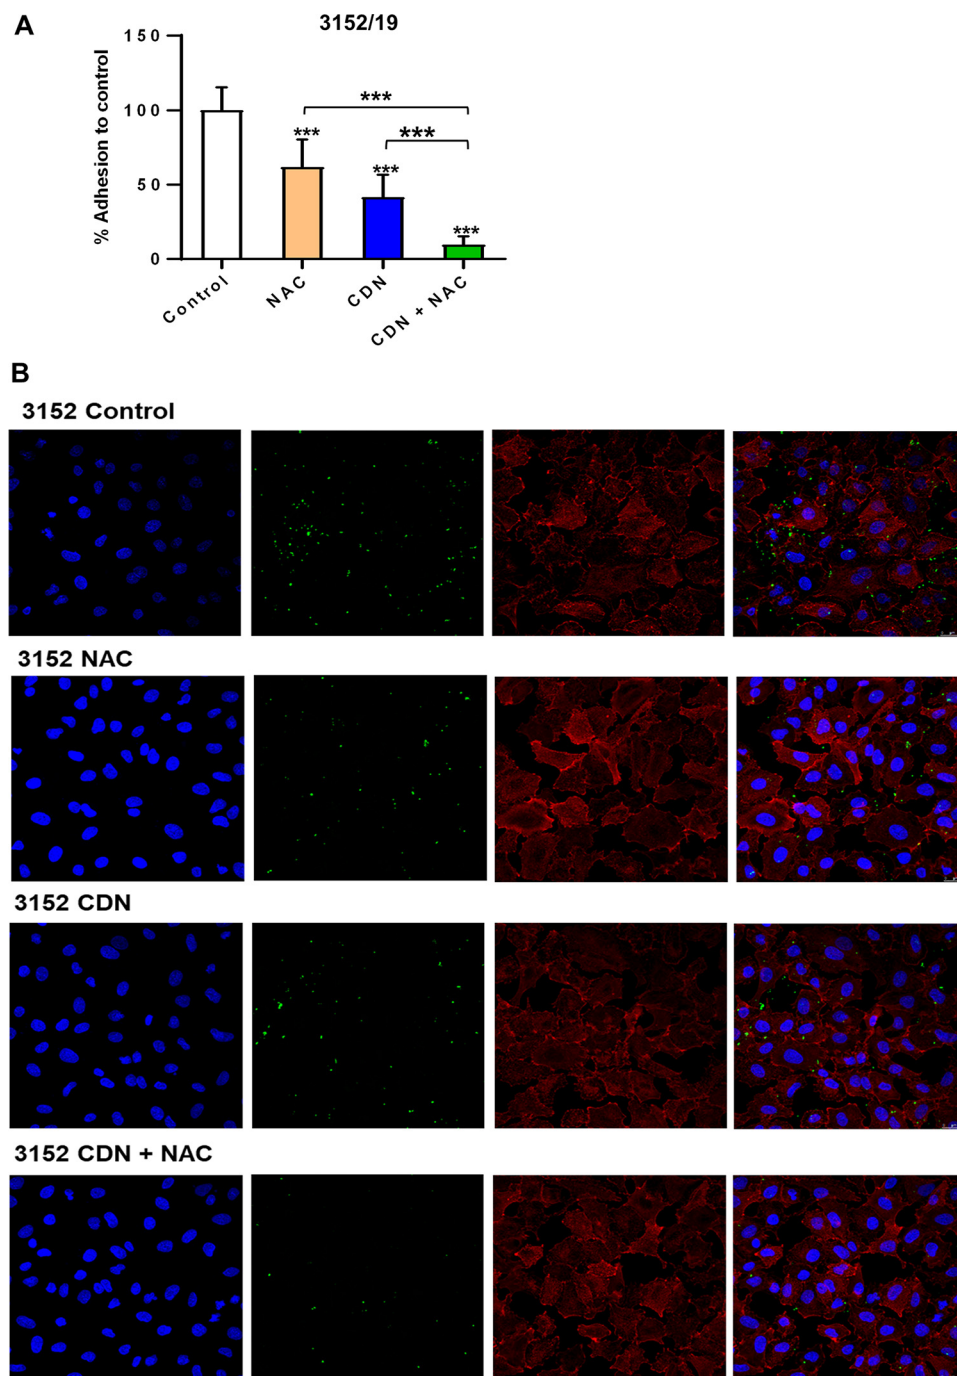 A
3152/19
% Adhesion to control
150
100
50
0
***
***
***
***
***
Control
NAC
CDN
CDN + NAC
B
3152 Control
3152 NAC
3152 CDN
3152 CDN + NAC